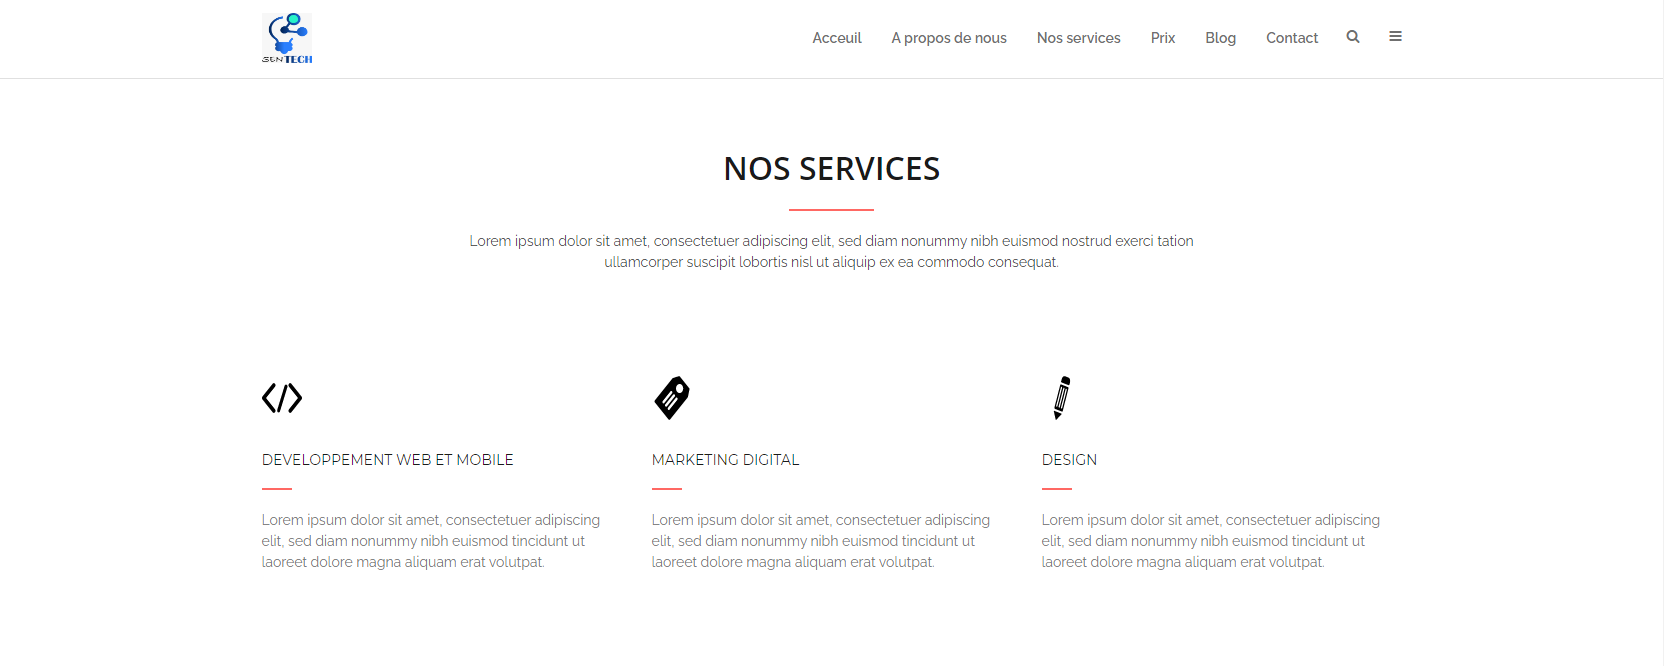 SENTECH
Acceuil A propos de nous Nos services Prix Blog Contact
NOS SERVICES
Lorem ipsum dolor sit amet, consectetuer adipiscing elit, sed diam nonummy nibh euismod nostrud exerci tation
ullamcorper suscipit lobortis nisl ut aliquip ex ea commodo consequat.
DEVELOPPEMENT WEB ET MOBILE
Lorem ipsum dolor sit amet, consectetuer adipiscing
elit, sed diam nonummy nibh euismod tincidunt ut
laoreet dolore magna aliquam erat volutpat.
MARKETING DIGITAL
Lorem ipsum dolor sit amet, consectetuer adipiscing
elit, sed diam nonummy nibh euismod tincidunt ut
laoreet dolore magna aliquam erat volutpat.
DESIGN
Lorem ipsum dolor sit amet, consectetuer adipiscing
elit, sed diam nonummy nibh euismod tincidunt ut
laoreet dolore magna aliquam erat volutpat.